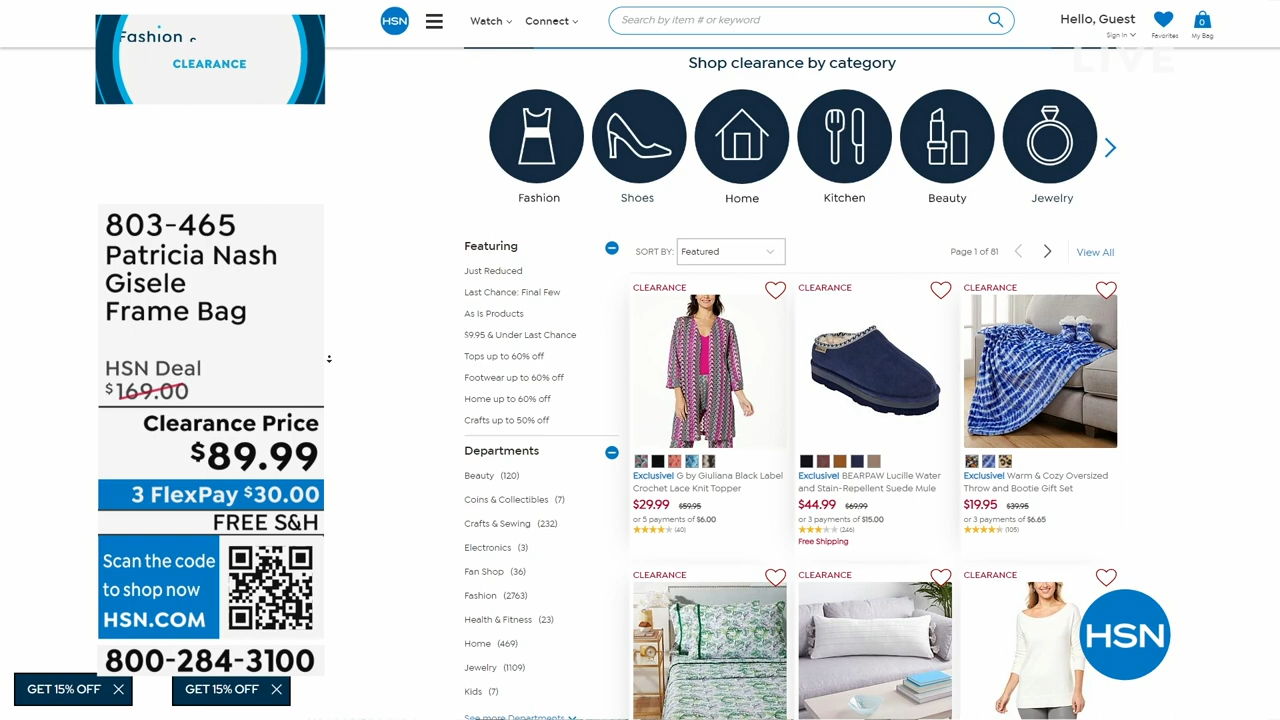 Fashion
CLEARANCE
803-465
Patricia Nash
Gisele
Frame Bag
HSN Deal
$169.00
Clearance Price
$89.99
3 FlexPay $30.00
FREE S&H
Scan the code
to shop now
HSN.COM
800-284-3100
GET 15% OFF
GET 15% OFF
HSN
Watch
Connect
Search by item # or keyword
Hello, Guest
Sign In
Favorites
0
My Bag
LIVE
Shop clearance by category
Fashion
Shoes
Home
Kitchen
Beauty
Jewelry
Featuring
Just Reduced
Last Chance: Final Few
As Is Products
$9.95 & Under Last Chance
Tops up to 60% off
Footwear up to 60% off
Home up to 60% off
Crafts up to 50% off
Departments
Beauty (120)
Coins & Collectibles (7)
Crafts & Sewing (232)
Electronics (3)
Fan Shop (36)
Fashion (2763)
Health & Fitness (23)
Home (469)
Jewelry (1109)
Kids (7)
See more Departments
SORT BY: Featured
Page 1 of 81
View All
CLEARANCE
Exclusive! G by Giuliana Black Label
Crochet Lace Knit Topper
$29.99 $59.95
or 5 payments of $6.00
(40)
CLEARANCE
Exclusive! BEARPAW Lucille Water
and Stain-Repellent Suede Mule
$44.99 $69.99
or 3 payments of $15.00
(246)
Free Shipping
CLEARANCE
Exclusive! Warm & Cozy Oversized
Throw and Bootie Gift Set
$19.95 $39.95
or 3 payments of $6.65
(105)
CLEARANCE
CLEARANCE
CLEARANCE
HSN